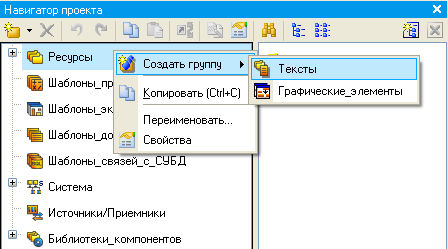 Навигатор проекта
Ресурсы
Создать группу
Тексты
Шаблоны_пр
Графические_элементы
Копировать (Ctrl+C)
Шаблоны_эк
Переименовать...
Шаблоны_до
Свойства
Шаблоны_связей_с_СУБД
Система
Источники/Приемники
Библиотеки_компонентов